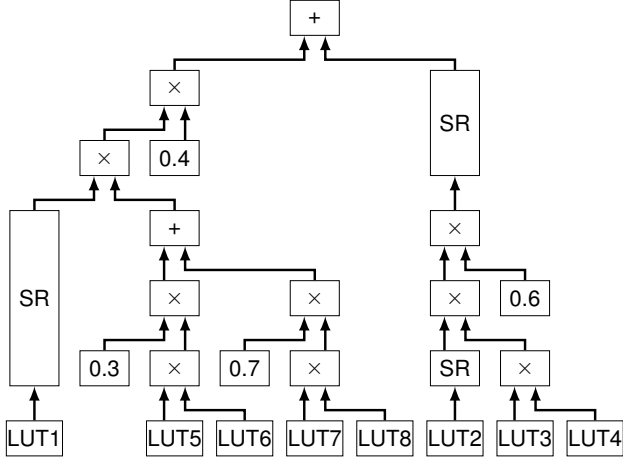 +
×
SR
×
0.4
SR
+
×
×
×
×
0.6
0.3
×
0.7
×
SR
×
LUT1
LUT5
LUT6
LUT7
LUT8
LUT2
LUT3
LUT4